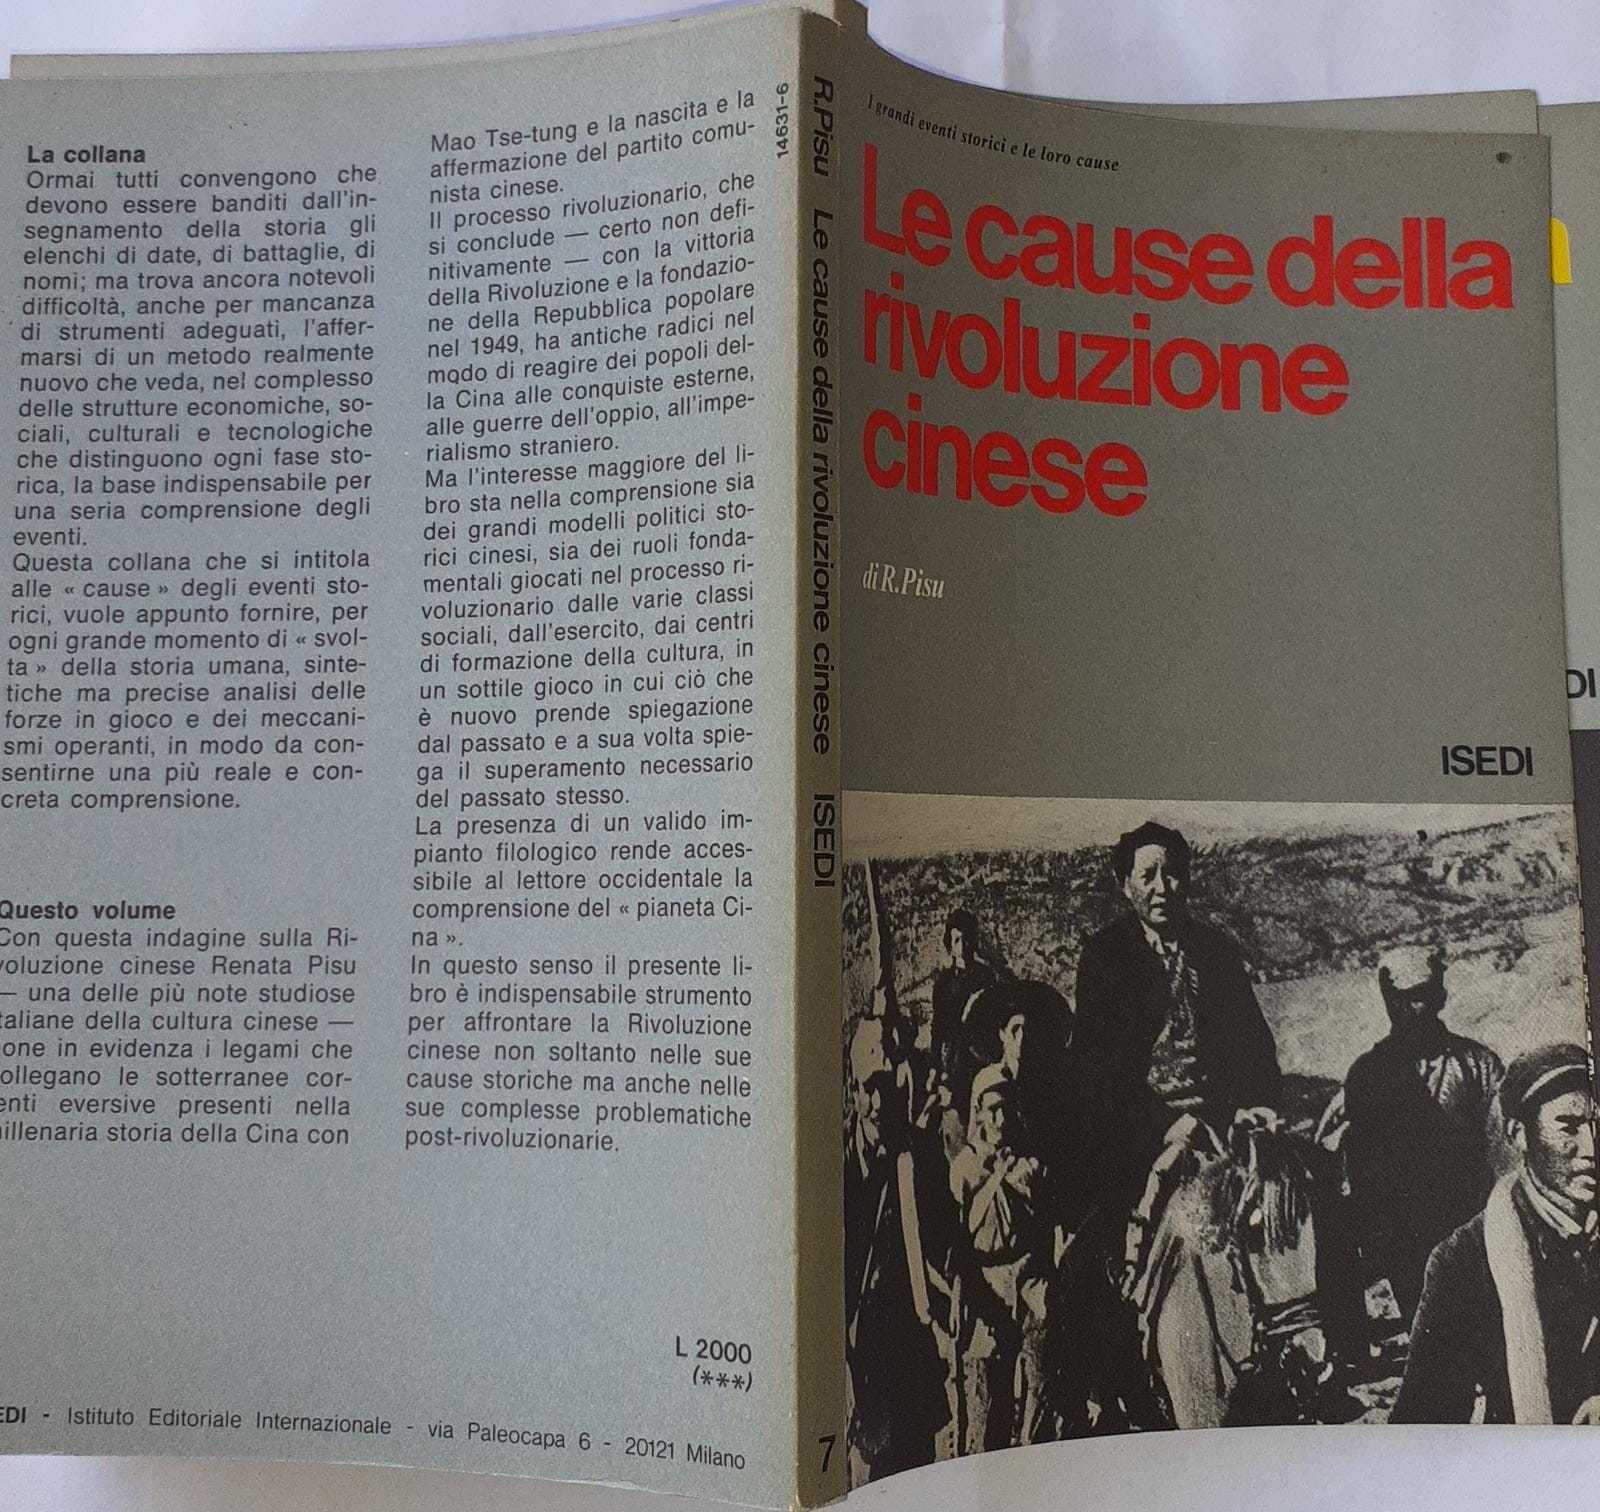 La collana
Ormai tutti convengono che
devono essere banditi dall'in-
segnamento della storia gli
elenchi di date, di battaglie, di
nomi; ma trova ancora notevoli
difficoltà, anche per mancanza
di strumenti adeguati, l'affer-
marsi di un metodo realmente
nuovo che veda, nel complesso
delle strutture economiche, so-
ciali, culturali e tecnologiche
che distinguono ogni fase sto-
rica, la base indispensabile per
una seria comprensione degli
eventi.
Questa collana che si intitola
alle « cause » degli eventi sto-
rici, vuole appunto fornire, per
ogni grande momento di « svol-
ta » della storia umana, sinte-
tiche ma precise analisi delle
forze in gioco e dei meccani-
smi operanti, in modo da con-
sentirne una più reale e con-
creta comprensione.
Questo volume
Con questa indagine sulla Ri-
voluzione cinese Renata Pisu
— una delle più note studiose
taliane della cultura cinese —
one in evidenza i legami che
ollegano le sotterranee cor-
enti eversive presenti nella
illenaria storia della Cina con
Mao Tse-tung e la nascita e la
affermazione del partito comu-
nista cinese.
Il processo rivoluzionario, che
si conclude — certo non defi-
nitivamente — con la vittoria
della Rivoluzione e la fondazio-
ne della Repubblica popolare
nel 1949, ha antiche radici nel
modo di reagire dei popoli del-
la Cina alle conquiste esterne,
alle guerre dell'oppio, all'impe-
rialismo straniero.
Ma l'interesse maggiore del li-
bro sta nella comprensione sia
dei grandi modelli politici sto-
rici cinesi, sia dei ruoli fonda-
mentali giocati nel processo ri-
voluzionario dalle varie classi
sociali, dall'esercito, dai centri
di formazione della cultura, in
un sottile gioco in cui ciò che
è nuovo prende spiegazione
dal passato e a sua volta spie-
ga il superamento necessario
del passato stesso.
La presenza di un valido im-
pianto filologico rende acces-
sibile al lettore occidentale la
comprensione del « pianeta Ci-
na ».
In questo senso il presente li-
bro è indispensabile strumento
per affrontare la Rivoluzione
cinese non soltanto nelle sue
cause storiche ma anche nelle
sue complesse problematiche
post-rivoluzionarie.
L 2000
(***)
EDI - Istituto Editoriale Internazionale - via Paleocapa 6 - 20121 Milano
14631-6
R.Pisu Le cause della rivoluzione cinese ISEDI
7
I grandi eventi storici e le loro cause
Le cause della
rivoluzione
cinese
di R.Pisu
ISEDI
DI